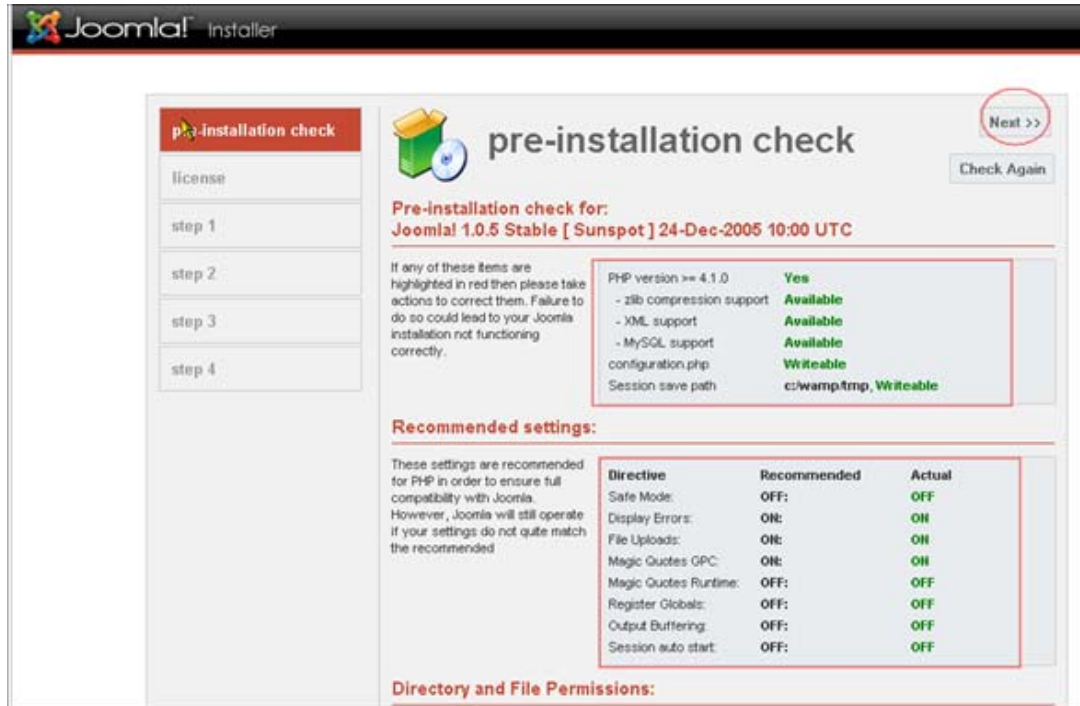 Joomla! Installer
pre-installation check
license
step 1
step 2
step 3
step 4
pre-installation check
Next >>
Check Again
Pre-installation check for:
Joomla! 1.0.5 Stable [ Sunspot ] 24-Dec-2005 10:00 UTC
If any of these items are
highlighted in red then please take
actions to correct them. Failure to
do so could lead to your Joomla
installation not functioning
correctly.
PHP version >= 4.1.0 Yes
- zlib compression support Available
- XML support Available
- MySQL support Available
configuration.php Writeable
Session save path c:/wamp/tmp, Writeable
Recommended settings:
These settings are recommended
for PHP in order to ensure full
compatibility with Joomla.
However, Joomla will still operate
if your settings do not quite match
the recommended
Directive Recommended Actual
Safe Mode: OFF: OFF
Display Errors: ON: ON
File Uploads: ON: ON
Magic Quotes GPC: ON: ON
Magic Quotes Runtime: OFF: OFF
Register Globals: OFF: OFF
Output Buffering: OFF: OFF
Session auto start: OFF: OFF
Directory and File Permissions: